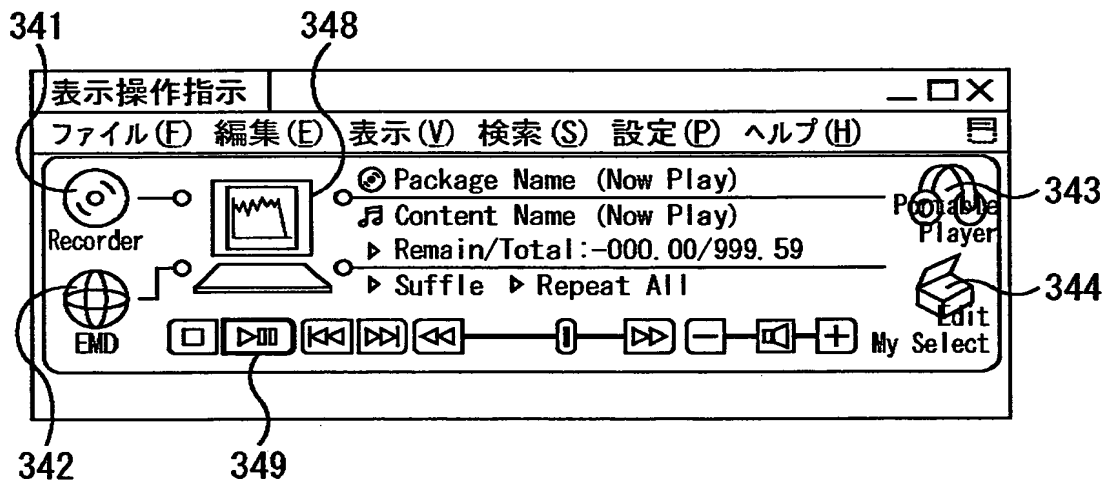 341
348
表示操作指示
ファイル(F) 編集(E) 表示(V) 検索(S) 設定(P) ヘルプ(H)
Package Name (Now Play)
343
Content Name (Now Play)
Portable
Recorder
Player
Remain/Total:-000.00/999.59
344
Suffle Repeat All
Edit
EMD
My Select
342
349